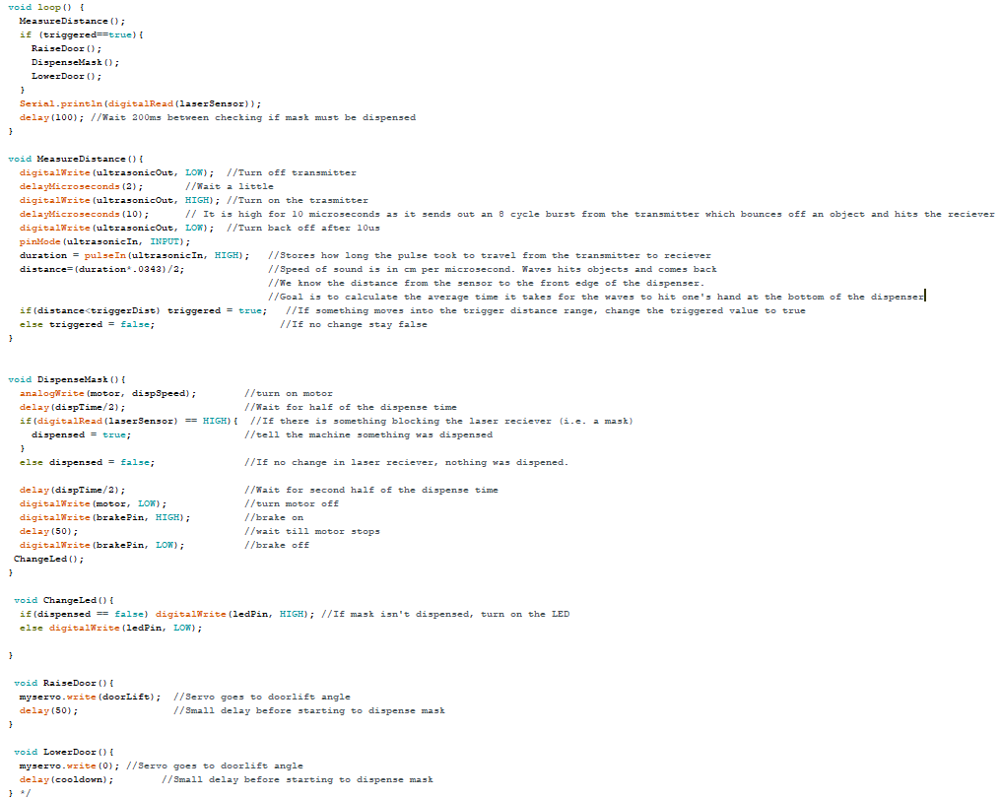 void loop() {
  MeasureDistance();
  if (triggered==true){
    RaiseDoor();
    DispenseMask();
    LowerDoor();
  }
  Serial.println(digitalRead(laserSensor));
  delay(100); //Wait 200ms between checking if mask must be dispensed
}
void MeasureDistance(){
  digitalWrite(ultrasonicOut, LOW);  //Turn off transmitter
  delayMicroseconds(2);       //Wait a little
  digitalWrite(ultrasonicOut, HIGH); //Turn on the trasmitter
  delayMicroseconds(10);      // It is high for 10 microseconds as it sends out an 8 cycle burst from the transmitter which bounces off an object and hits the reciever
  digitalWrite(ultrasonicOut, LOW);  //Turn back off after 10us
  pinMode(ultrasonicIn, INPUT);
  duration = pulseIn(ultrasonicIn, HIGH);   //Stores how long the pulse took to travel from the transmitter to reciever
  distance=(duration*.0343)/2;              //Speed of sound is in cm per microsecond. Waves hits objects and comes back
                                            //We know the distance from the sensor to the front edge of the dispenser.
                                            //Goal is to calculate the average time it takes for the waves to hit one's hand at the bottom of the dispenser
  if(distance<triggerDist) triggered = true;   //If something moves into the trigger distance range, change the triggered value to true
  else triggered = false;                     //If no change stay false
}
void DispenseMask(){
  analogWrite(motor, dispSpeed);        //turn on motor
  delay(dispTime/2);                    //Wait for half of the dispense time
  if(digitalRead(laserSensor) == HIGH){  //If there is something blocking the laser reciever (i.e. a mask)
    dispensed = true;                   //tell the machine something was dispensed
  }
  else dispensed = false;               //If no change in laser reciever, nothing was dispened.
  delay(dispTime/2);                    //Wait for second half of the dispense time
  digitalWrite(motor, LOW);             //turn motor off
  digitalWrite(brakePin, HIGH);         //brake on
  delay(50);                            //wait till motor stops
  digitalWrite(brakePin, LOW);          //brake off
 ChangeLed();
}
 void ChangeLed(){
  if(dispensed == false) digitalWrite(ledPin, HIGH); //If mask isn't dispensed, turn on the LED
  else digitalWrite(ledPin, LOW);
}
 void RaiseDoor(){
  myservo.write(doorLift);  //Servo goes to doorlift angle
  delay(50);                //Small delay before starting to dispense mask
}
 void LowerDoor(){
  myservo.write(0); //Servo goes to doorlift angle
  delay(cooldown);        //Small delay before starting to dispense mask
} */